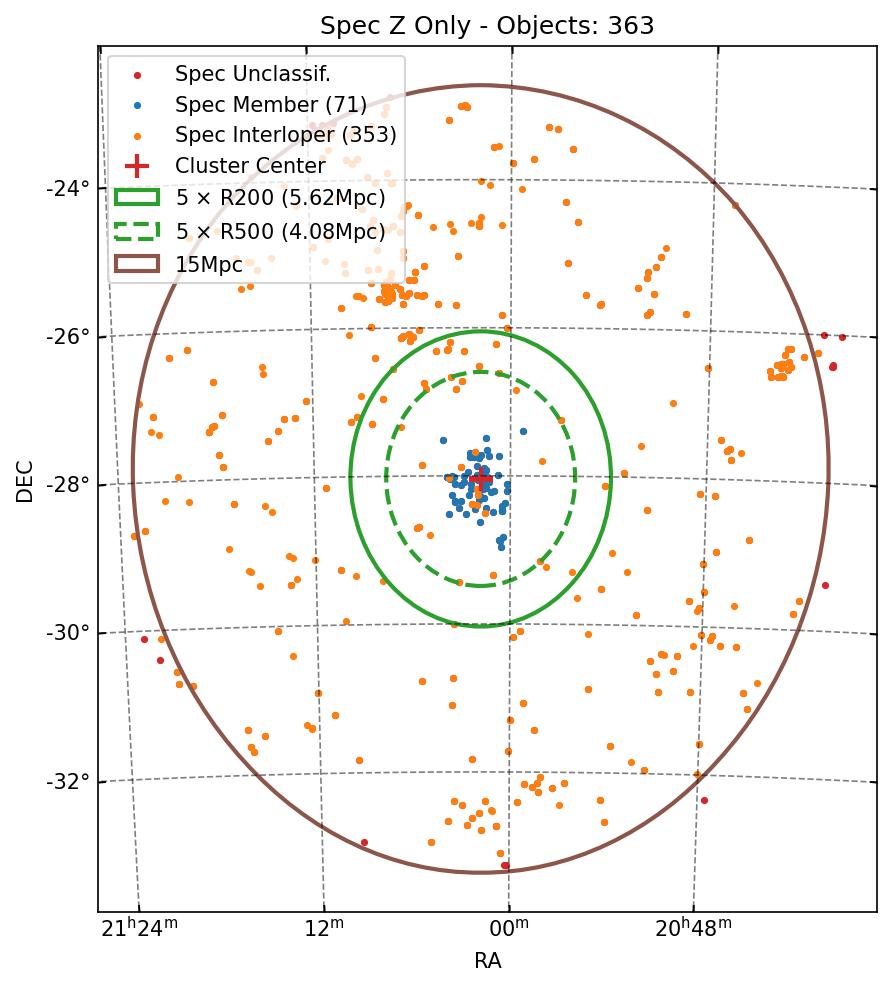 Spec Z Only - Objects: 363
Spec Unclassif.
Spec Member (71)
Spec Interloper (353)
Cluster Center
5 × R200 (5.62Mpc)
5 × R500 (4.08Mpc)
15Mpc
-24°
-26°
-28°
-30°
-32°
DEC
21ʰ24ᵐ 12ᵐ 00ᵐ 20ʰ48ᵐ
RA